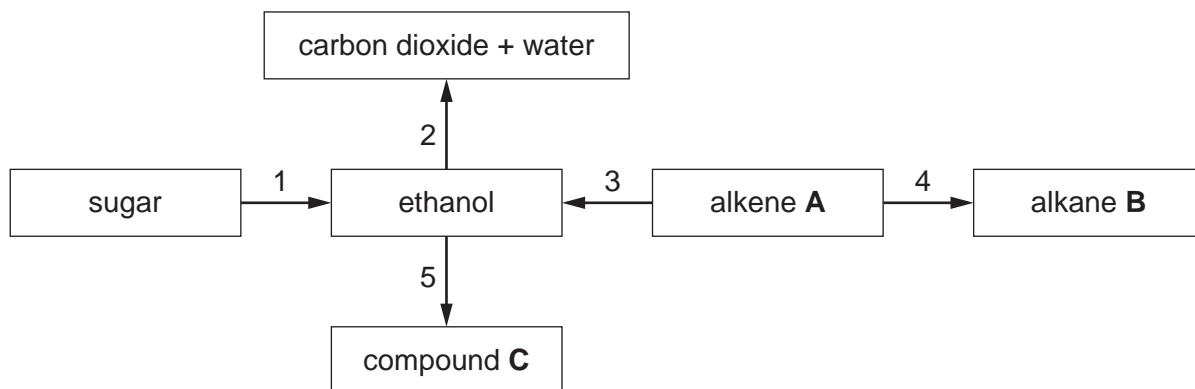 carbon dioxide + water
2
sugar 1 ethanol 3 alkene A 4 alkane B
5
compound C